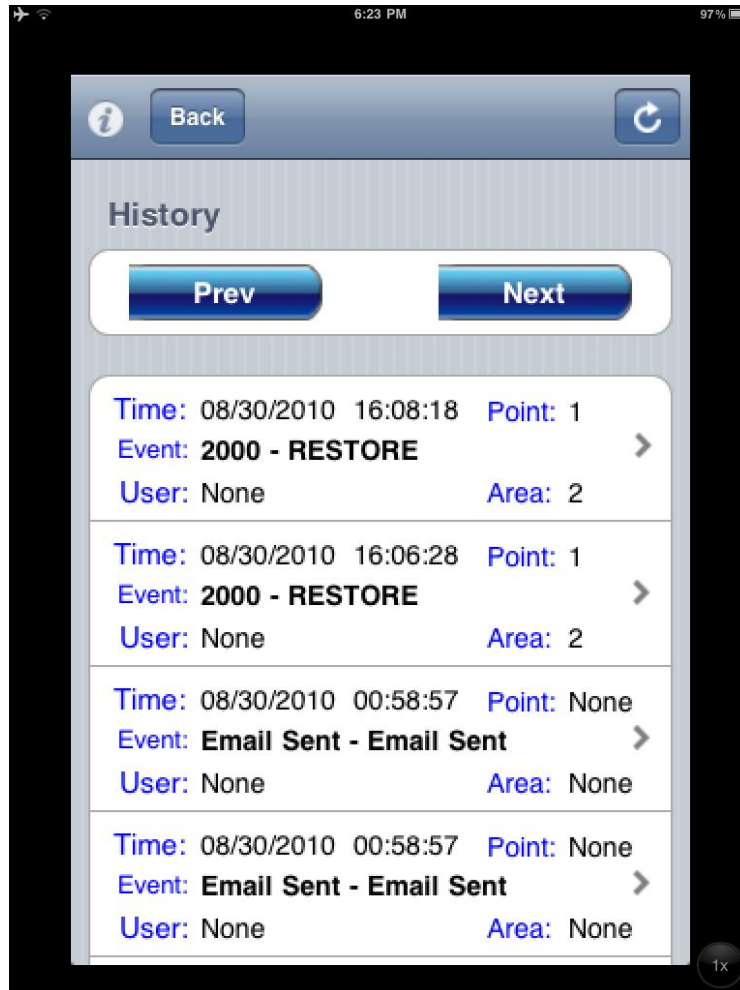 6:23 PM 97%
i Back
History
Prev Next
Time: 08/30/2010 16:08:18 Point: 1
Event: 2000 - RESTORE
User: None Area: 2
Time: 08/30/2010 16:06:28 Point: 1
Event: 2000 - RESTORE
User: None Area: 2
Time: 08/30/2010 00:58:57 Point: None
Event: Email Sent - Email Sent
User: None Area: None
Time: 08/30/2010 00:58:57 Point: None
Event: Email Sent - Email Sent
User: None Area: None
1x